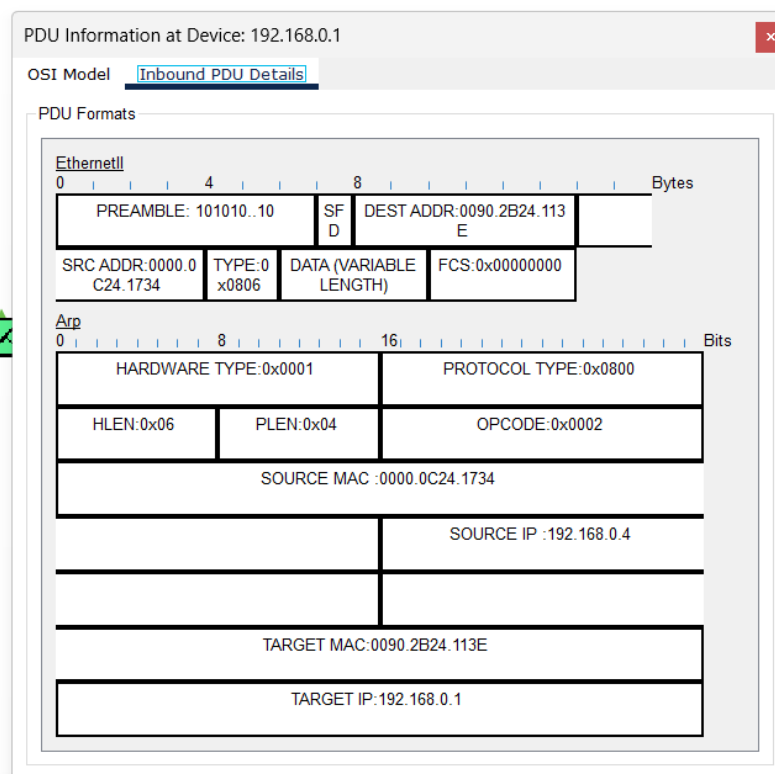 PDU Information at Device: 192.168.0.1
OSI Model Inbound PDU Details
PDU Formats
EthernetII
0 4 8 Bytes
PREAMBLE: 101010..10 SF DEST ADDR:0090.2B24.113
D E
SRC ADDR:0000.0 TYPE:0 DATA (VARIABLE FCS:0x00000000
C24.1734 x0806 LENGTH)
Arp
0 8 16 Bits
HARDWARE TYPE:0x0001 PROTOCOL TYPE:0x0800
HLEN:0x06 PLEN:0x04 OPCODE:0x0002
SOURCE MAC :0000.0C24.1734
SOURCE IP :192.168.0.4
TARGET MAC:0090.2B24.113E
TARGET IP:192.168.0.1